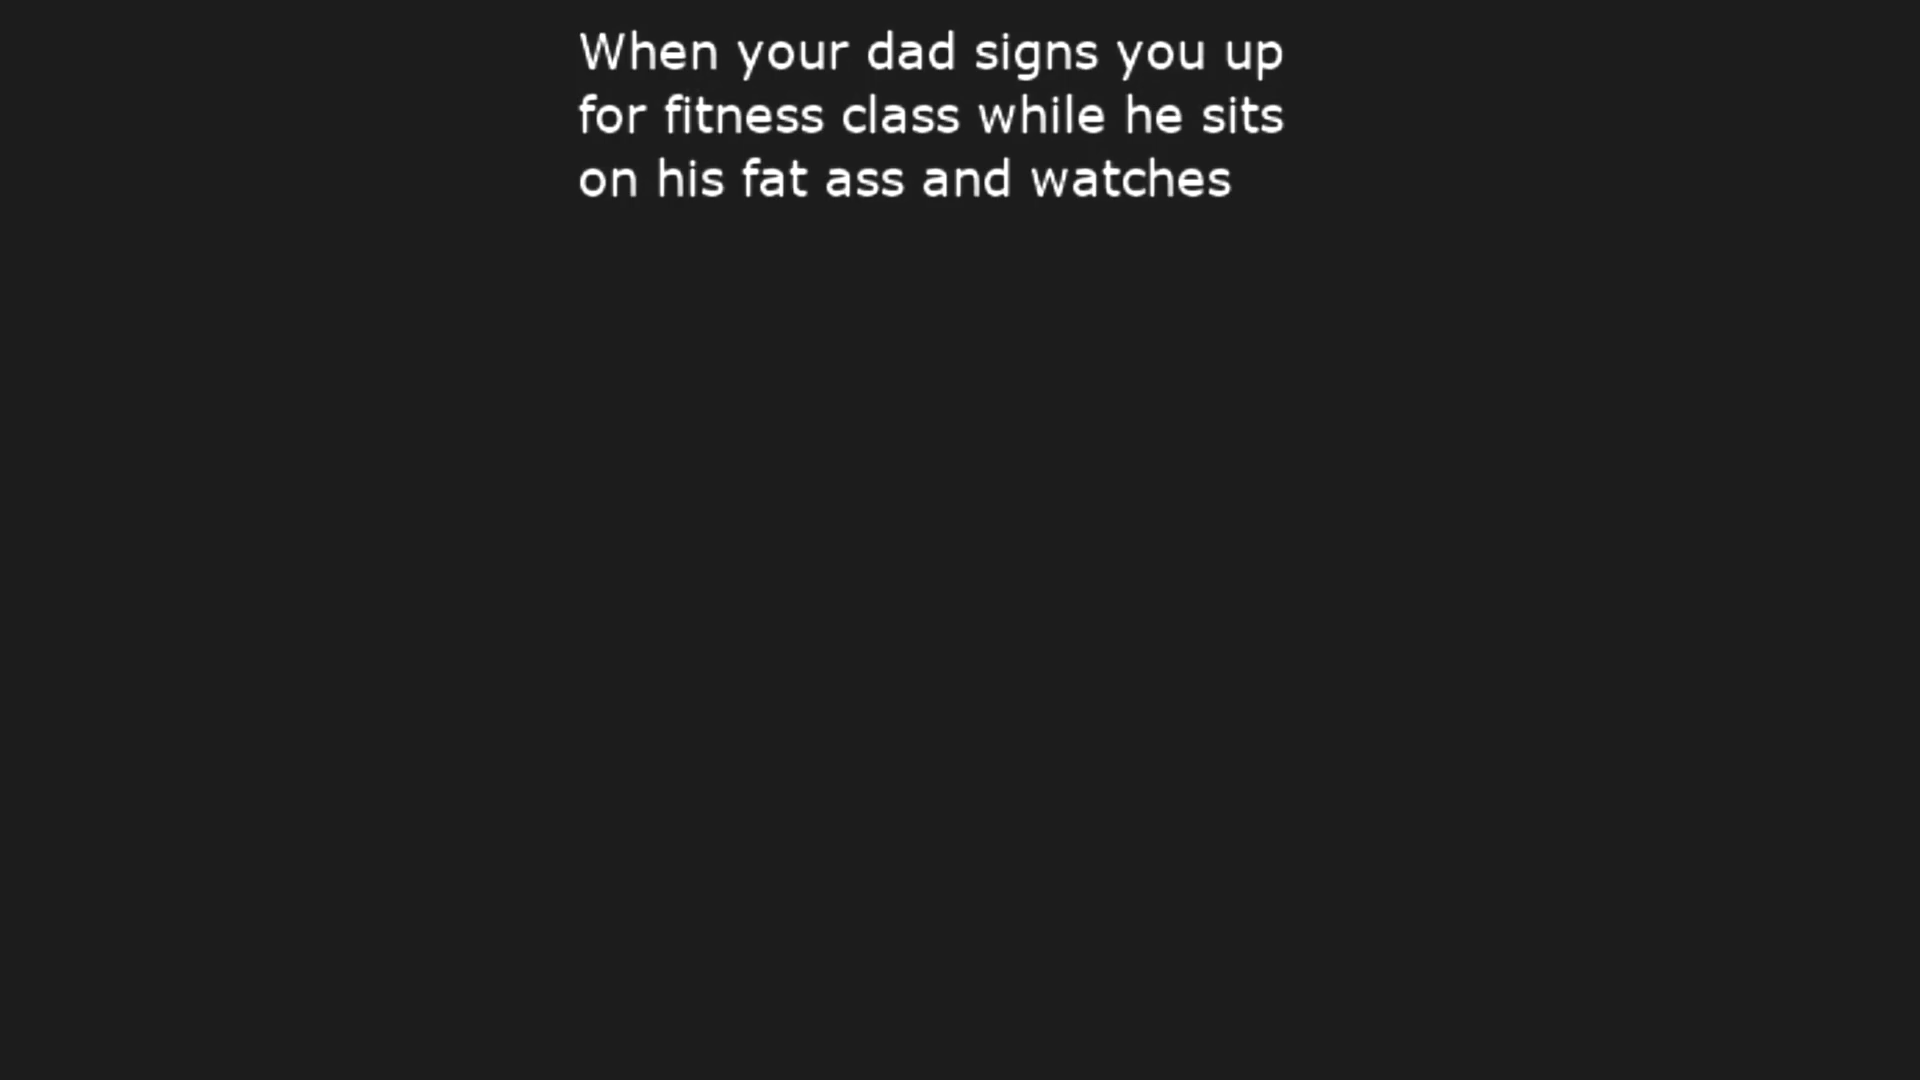 When your dad signs you up
for fitness class while he sits
on his fat ass and watches